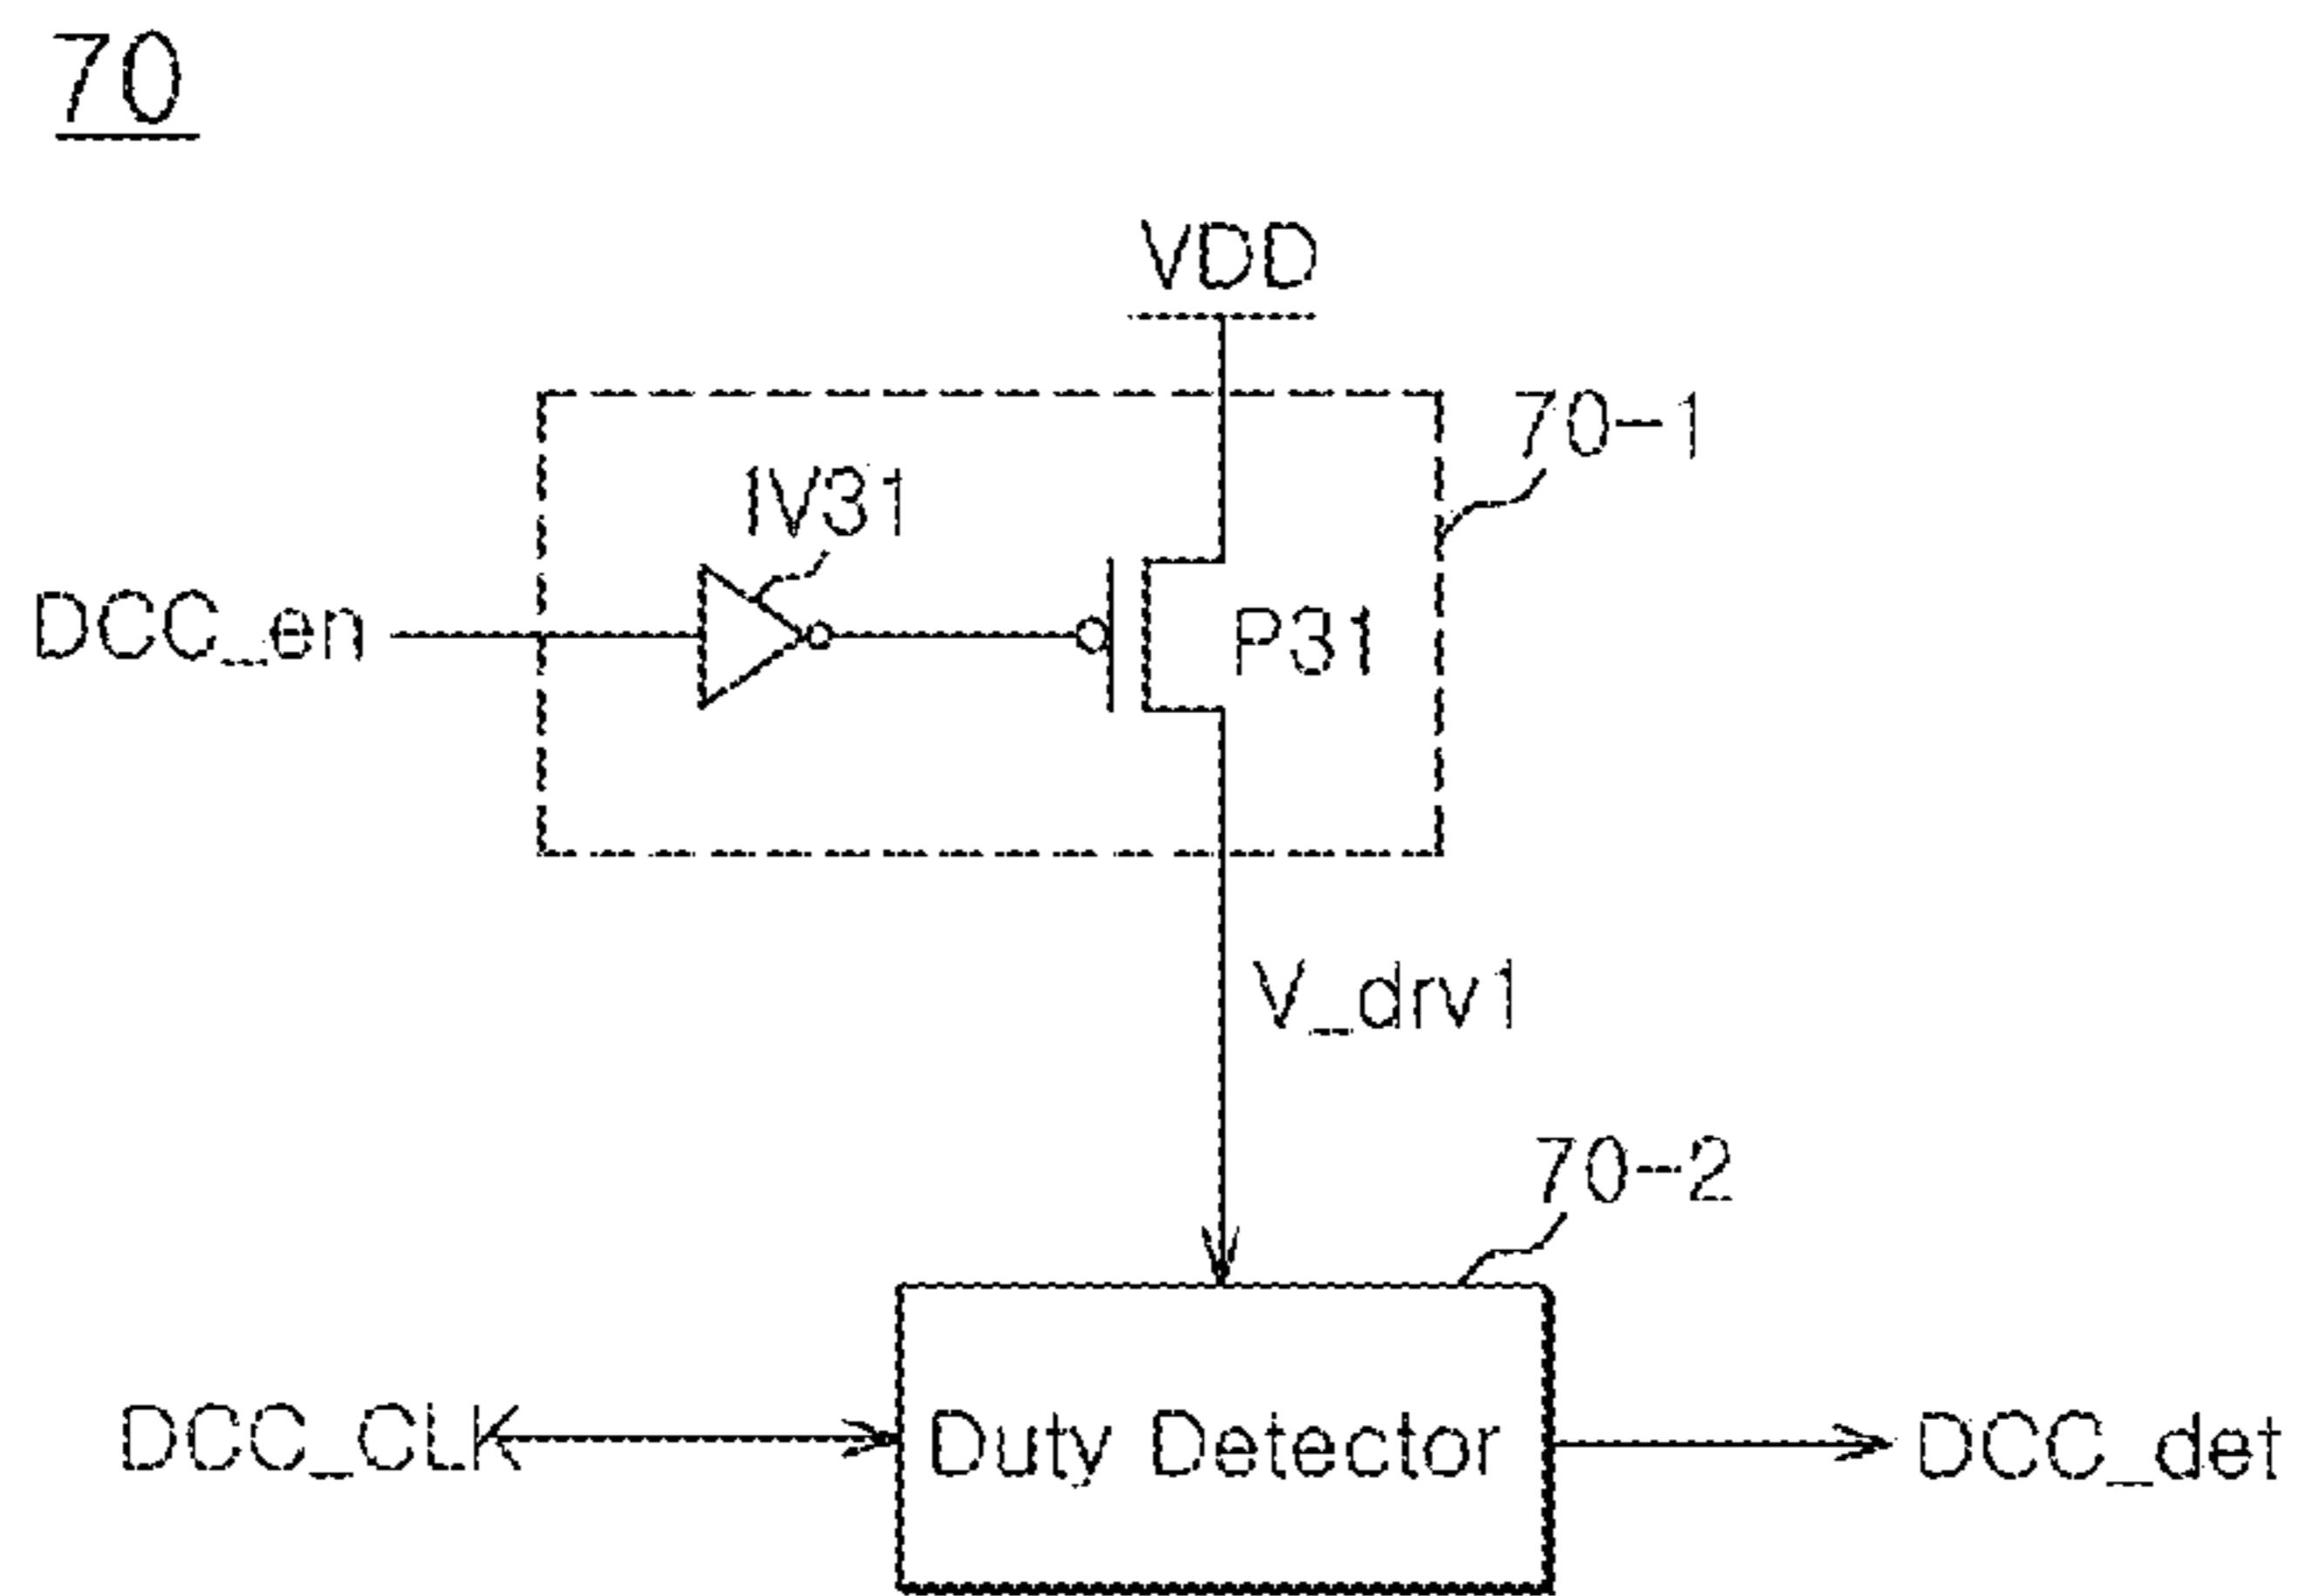 70
VDD
70-1
IV31
DCC_en
P31
V_drv1
70-2
DCC_CLK
Duty Detector
DCC_det